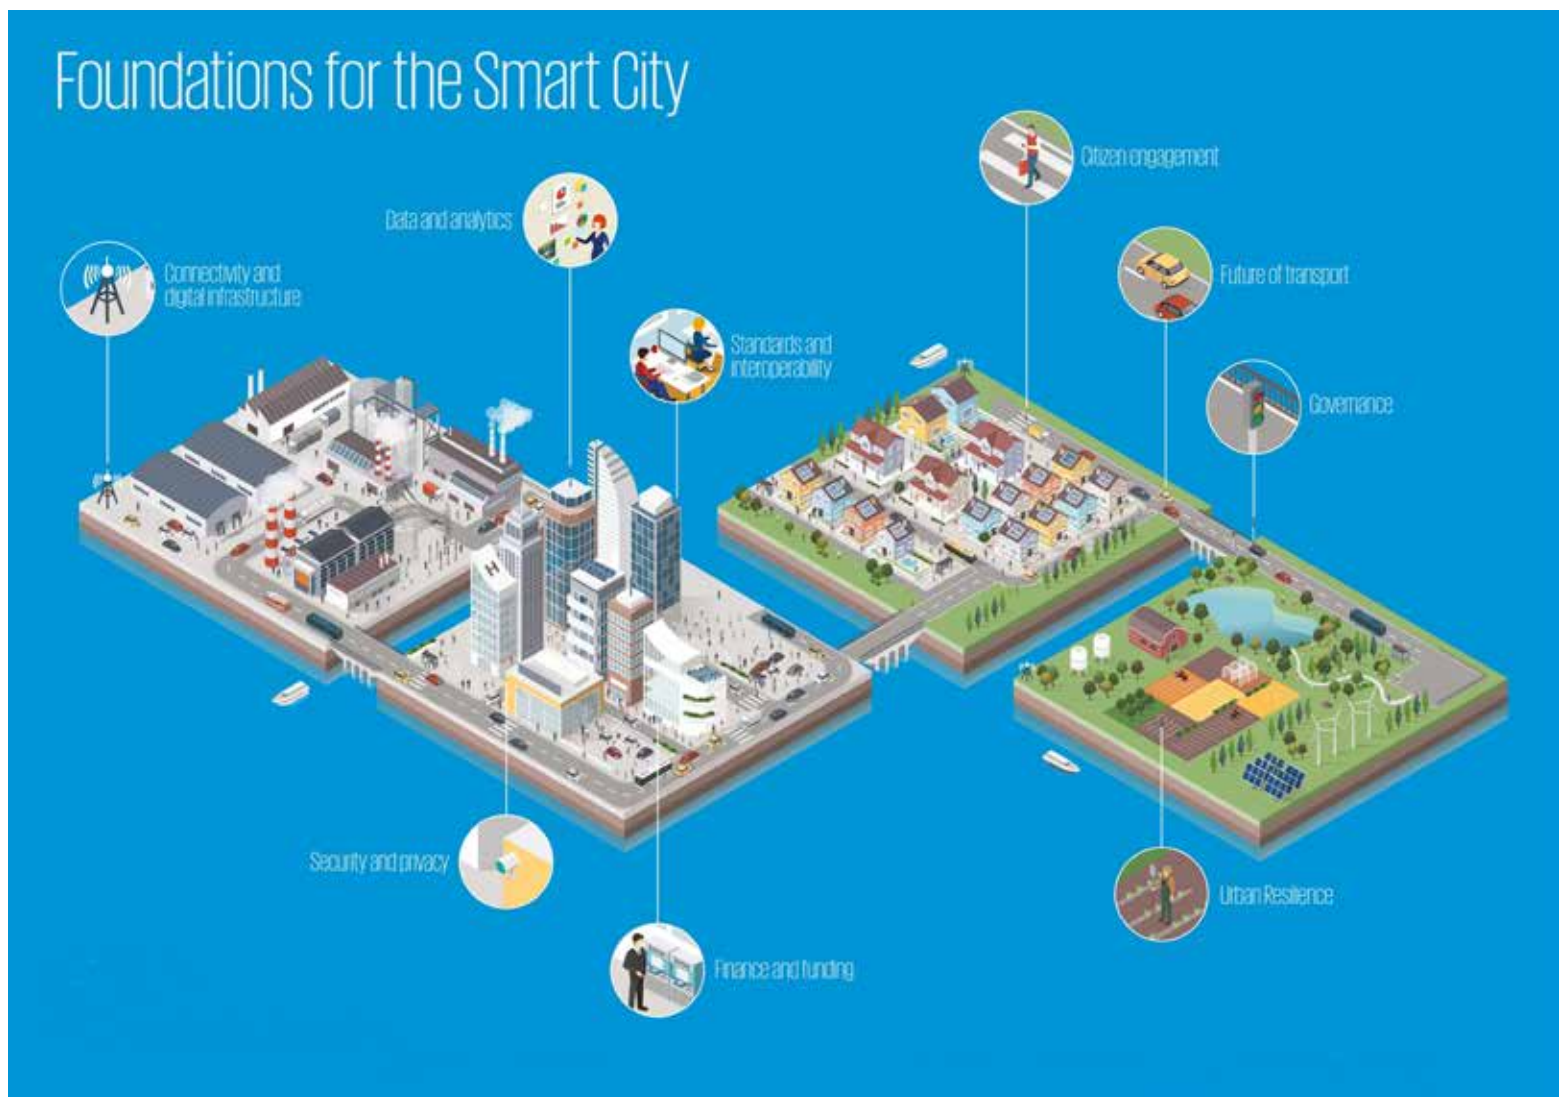 Foundations for the Smart City
Citizen engagement
Data and analytics
Connectivity and
digital infrastructure
Future of transport
Standards and
interoperability
Governance
Security and privacy
Urban Resilience
Finance and funding
H